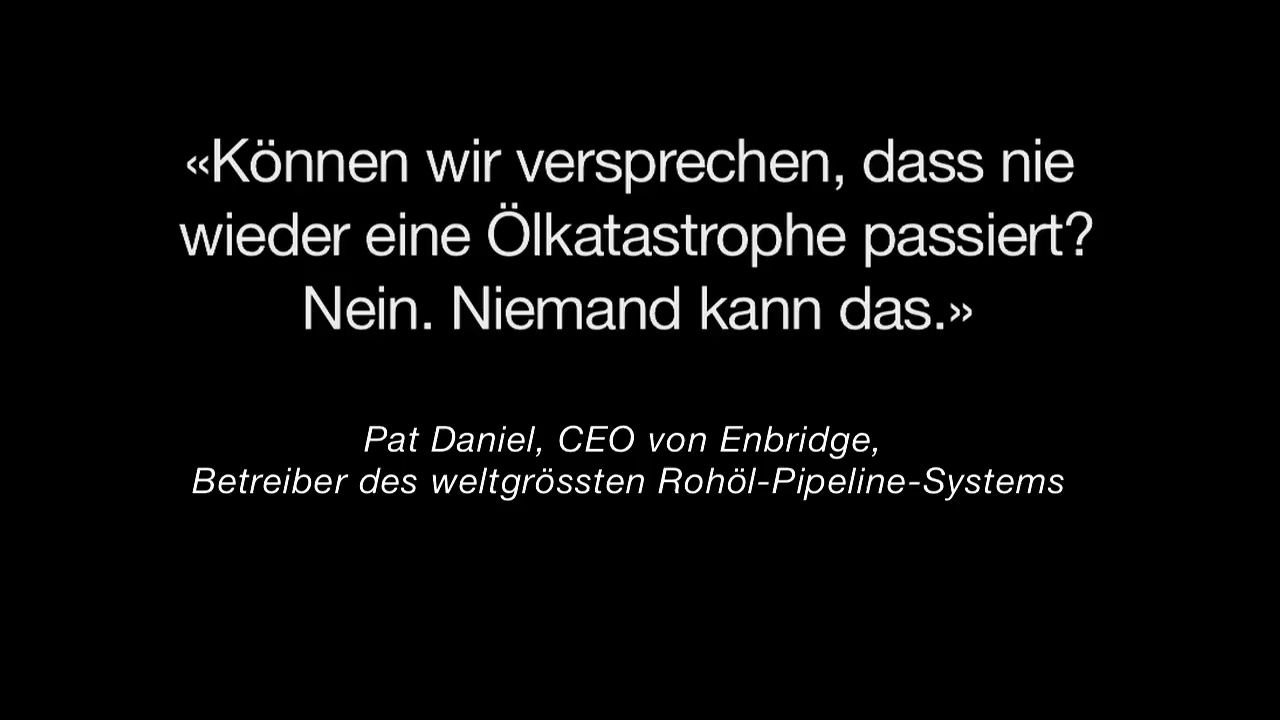 «Können wir versprechen, dass nie
wieder eine Ölkatastrophe passiert?
Nein. Niemand kann das.»
Pat Daniel, CEO von Enbridge,
Betreiber des weltgrössten Rohöl-Pipeline-Systems